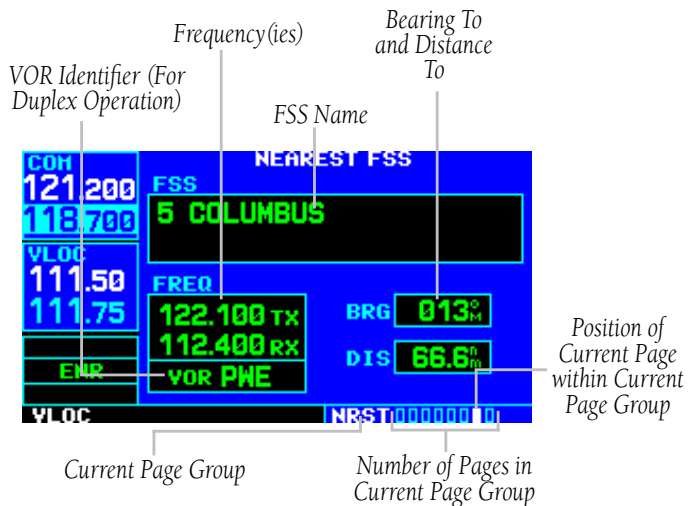 Bearing To
and Distance
To
Frequency(ies)
VOR Identifier (For
Duplex Operation)
FSS Name
COM
121.200
118.700
VLOC
111.50
111.75
ENR
VLOC
NEAREST FSS
FSS
5 COLUMBUS
FREQ
122.100 TX
112.400 RX
VOR PWE
BRG 013°M
DIS 66.6nm
NRST
Position of
Current Page
within Current
Page Group
Current Page Group
Number of Pages in
Current Page Group